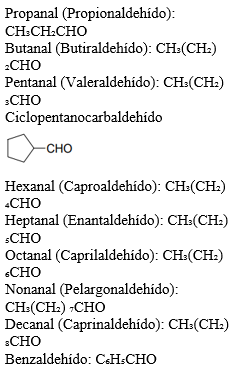 Propanal (Propionaldehído):
CH₃CH₂CHO
Butanal (Butiraldehído): CH₃(CH₂)
₂CHO
Pentanal (Valeraldehído): CH₃(CH₂)
₃CHO
Ciclopentanocarbaldehído
CHO
Hexanal (Caproaldehído): CH₃(CH₂)
₄CHO
Heptanal (Enantaldehído): CH₃(CH₂)
₅CHO
Octanal (Caprilaldehído): CH₃(CH₂)
₆CHO
Nonanal (Pelargonaldehído):
CH₃(CH₂) ₇CHO
Decanal (Caprinaldehído): CH₃(CH₂)
₈CHO
Benzaldehído: C₆H₅CHO